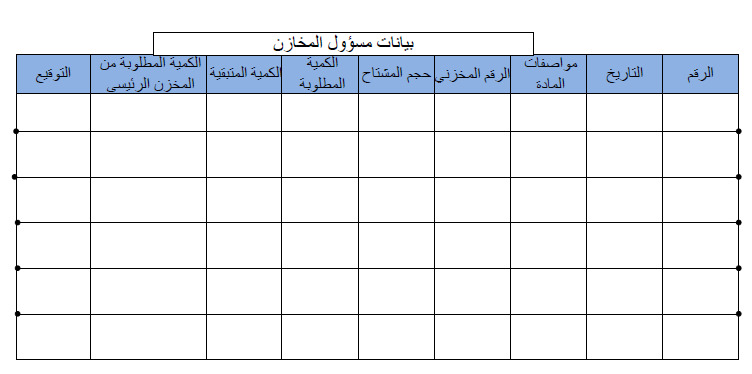 بيانات مسؤول المخازن
الرقم
التاريخ
مواصفات
المادة
الرقم المخزني
حجم المشتاح
الكمية
المطلوبة
الكمية المتبقية
الكمية المطلوبة من
المخزن الرئيسي
التوقيع